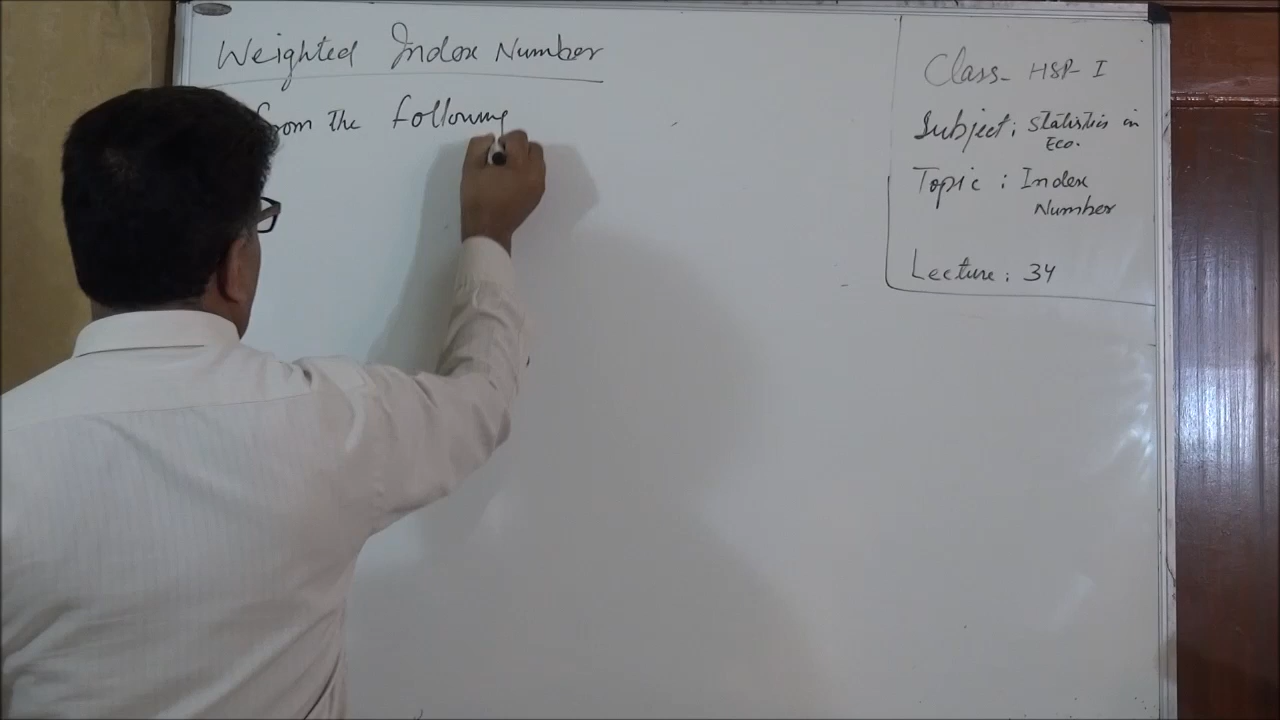 Weighted Index Number
From the following
Class- HSP-I
Subject: Statistics in
Eco.
Topic : Index
Number
Lecture : 34